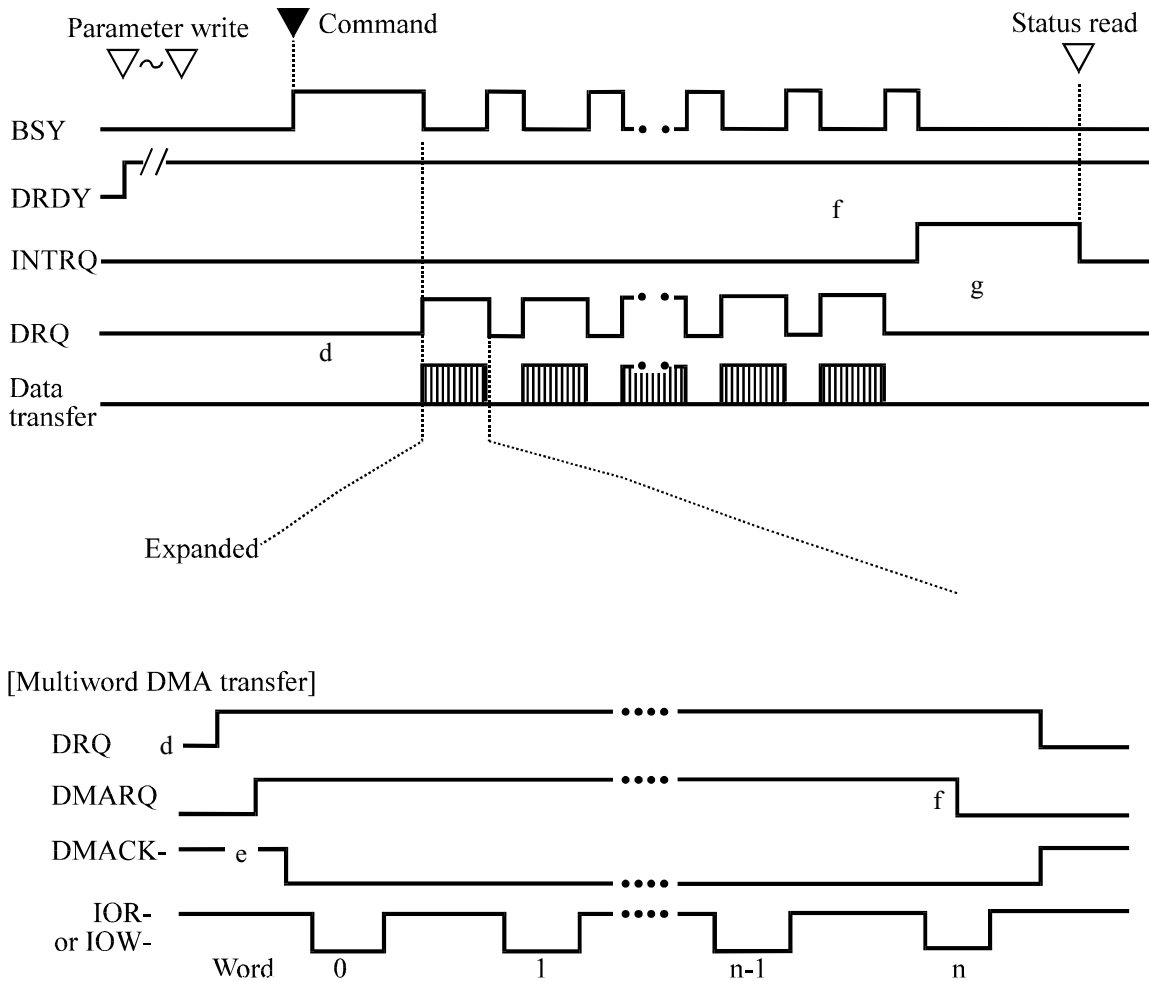 Parameter write
Command
Status read
~
BSY
DRDY
f
INTRQ
g
DRQ
d
Data
transfer
Expanded
[Multiword DMA transfer]
DRQ d
DMARQ f
DMACK- e
IOR-
or IOW-
Word 0 1 n-1 n